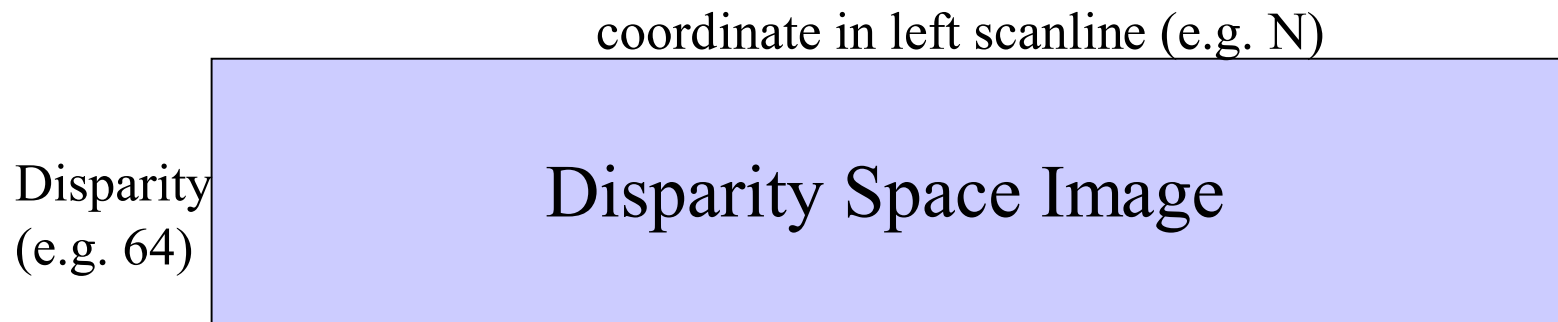 coordinate in left scanline (e.g. N)
Disparity
(e.g. 64)
Disparity Space Image